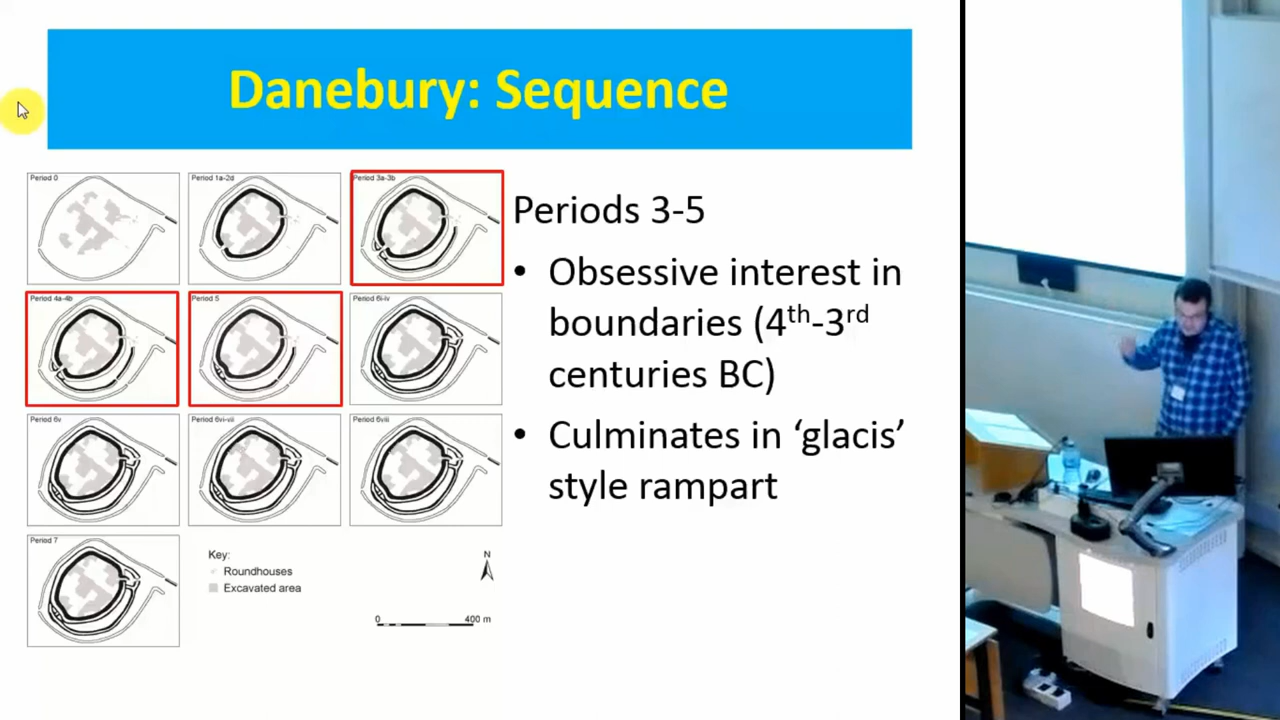 Danebury: Sequence
Period 0
Period 1a-2d
Period 3a-3b
Period 4a-4b
Period 5
Period 6i-iv
Period 6v
Period 6vi-vii
Period 6viii
Period 7
Key:
Roundhouses
Excavated area
N
0 400 m
Periods 3-5
• Obsessive interest in
boundaries (4th-3rd
centuries BC)
• Culminates in ‘glacis’
style rampart